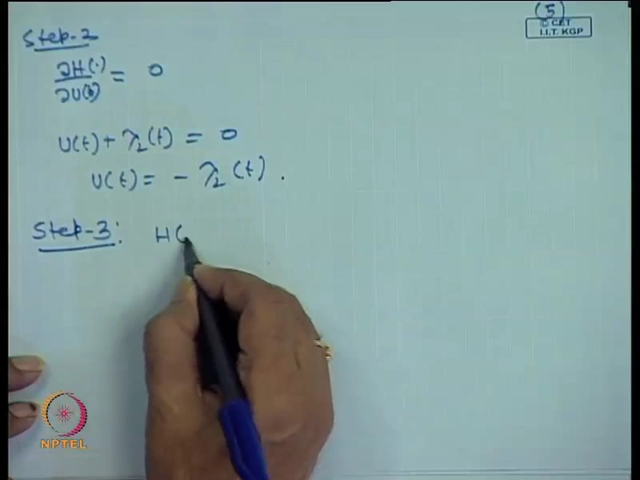 (5)
© CET
I.I.T. KGP
Step-2
∂H(·)/∂U(t) = 0
U(t) + λ₂(t) = 0
U(t) = - λ₂(t).
Step-3: H(
NPTEL